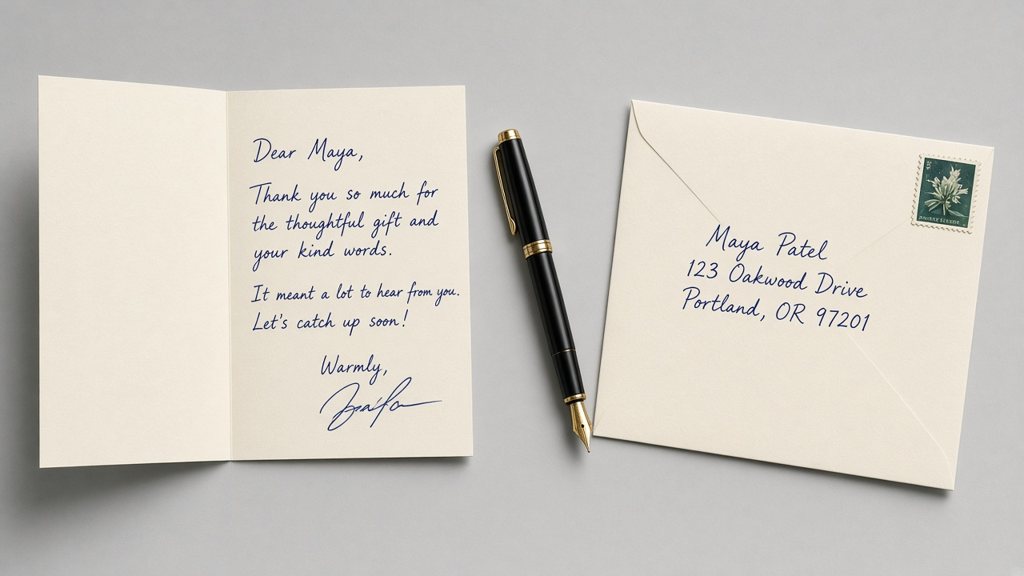 Dear Maya,
Thank you so much for
the thoughtful gift and
your kind words.
It meant a lot to hear from you.
Let's catch up soon!
Warmly,
Maya Patel
123 Oakwood Drive
Portland, OR 97201